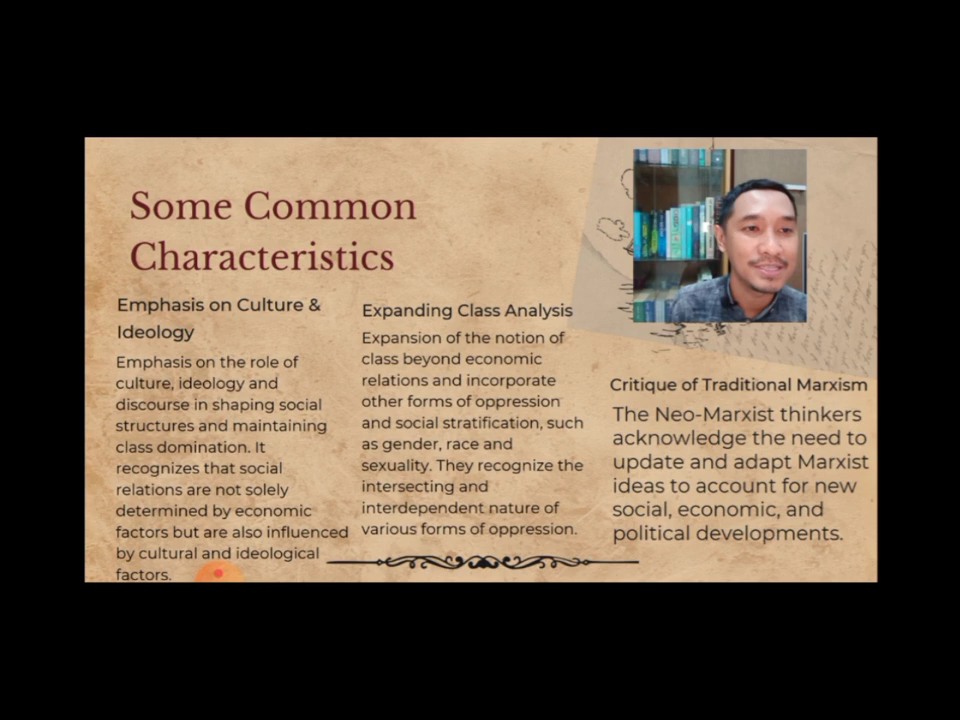 Some Common
Characteristics
Emphasis on Culture &
Ideology
Emphasis on the role of
culture, ideology and
discourse in shaping social
structures and maintaining
class domination. It
recognizes that social
relations are not solely
determined by economic
factors but are also influenced
by cultural and ideological
factors.
Expanding Class Analysis
Expansion of the notion of
class beyond economic
relations and incorporate
other forms of oppression
and social stratification, such
as gender, race and
sexuality. They recognize the
intersecting and
interdependent nature of
various forms of oppression.
Critique of Traditional Marxism
The Neo-Marxist thinkers
acknowledge the need to
update and adapt Marxist
ideas to account for new
social, economic, and
political developments.